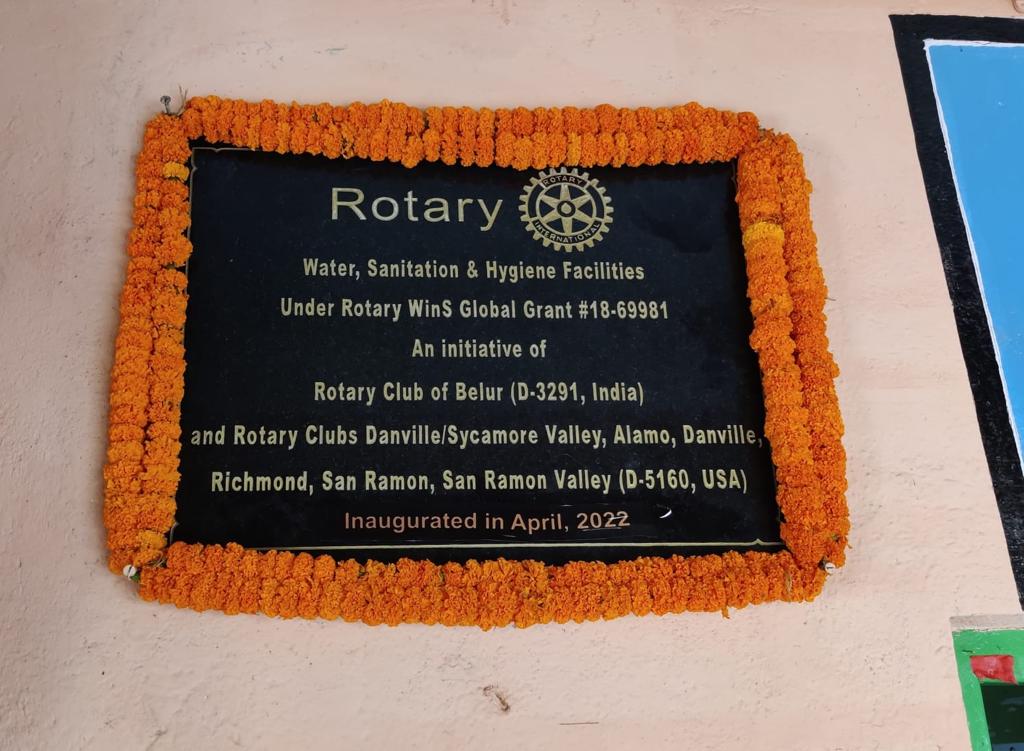 Rotary
ROTARY
INTERNATIONAL
Water, Sanitation & Hygiene Facilities
Under Rotary WinS Global Grant #18-69981
An initiative of
Rotary Club of Belur (D-3291, India)
and Rotary Clubs Danville/Sycamore Valley, Alamo, Danville,
Richmond, San Ramon, San Ramon Valley (D-5160, USA)
Inaugurated in April, 2022